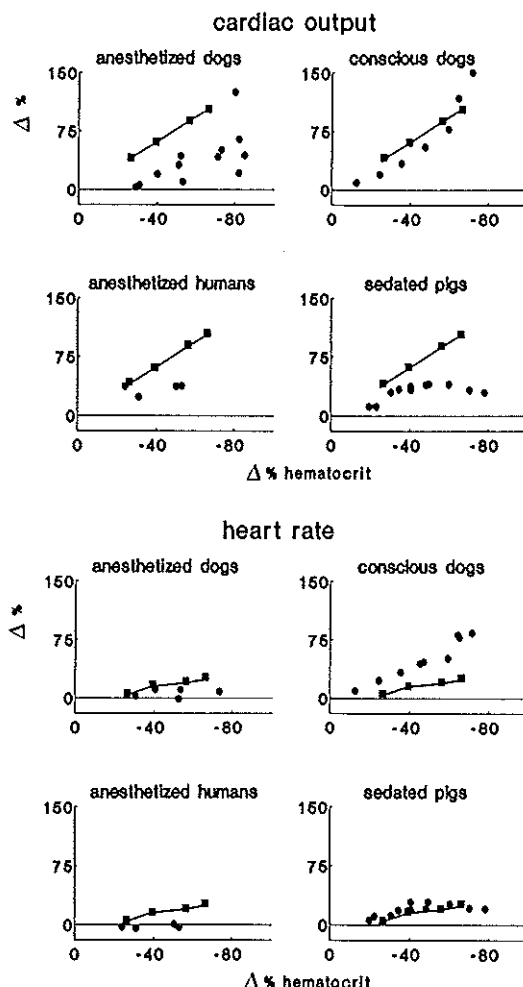 cardiac output
anesthetized dogs conscious dogs
150 150
Δ %
75 75
0 0
0 -40 -80 0 -40 -80
anesthetized humans sedated pigs
150 150
75 75
0 0
0 -40 -80 0 -40 -80
Δ % hematocrit
heart rate
anesthetized dogs conscious dogs
150 150
Δ %
75 75
0 0
0 -40 -80 0 -40 -80
anesthetized humans sedated pigs
150 150
75 75
0 0
0 -40 -80 0 -40 -80
Δ % hematocrit